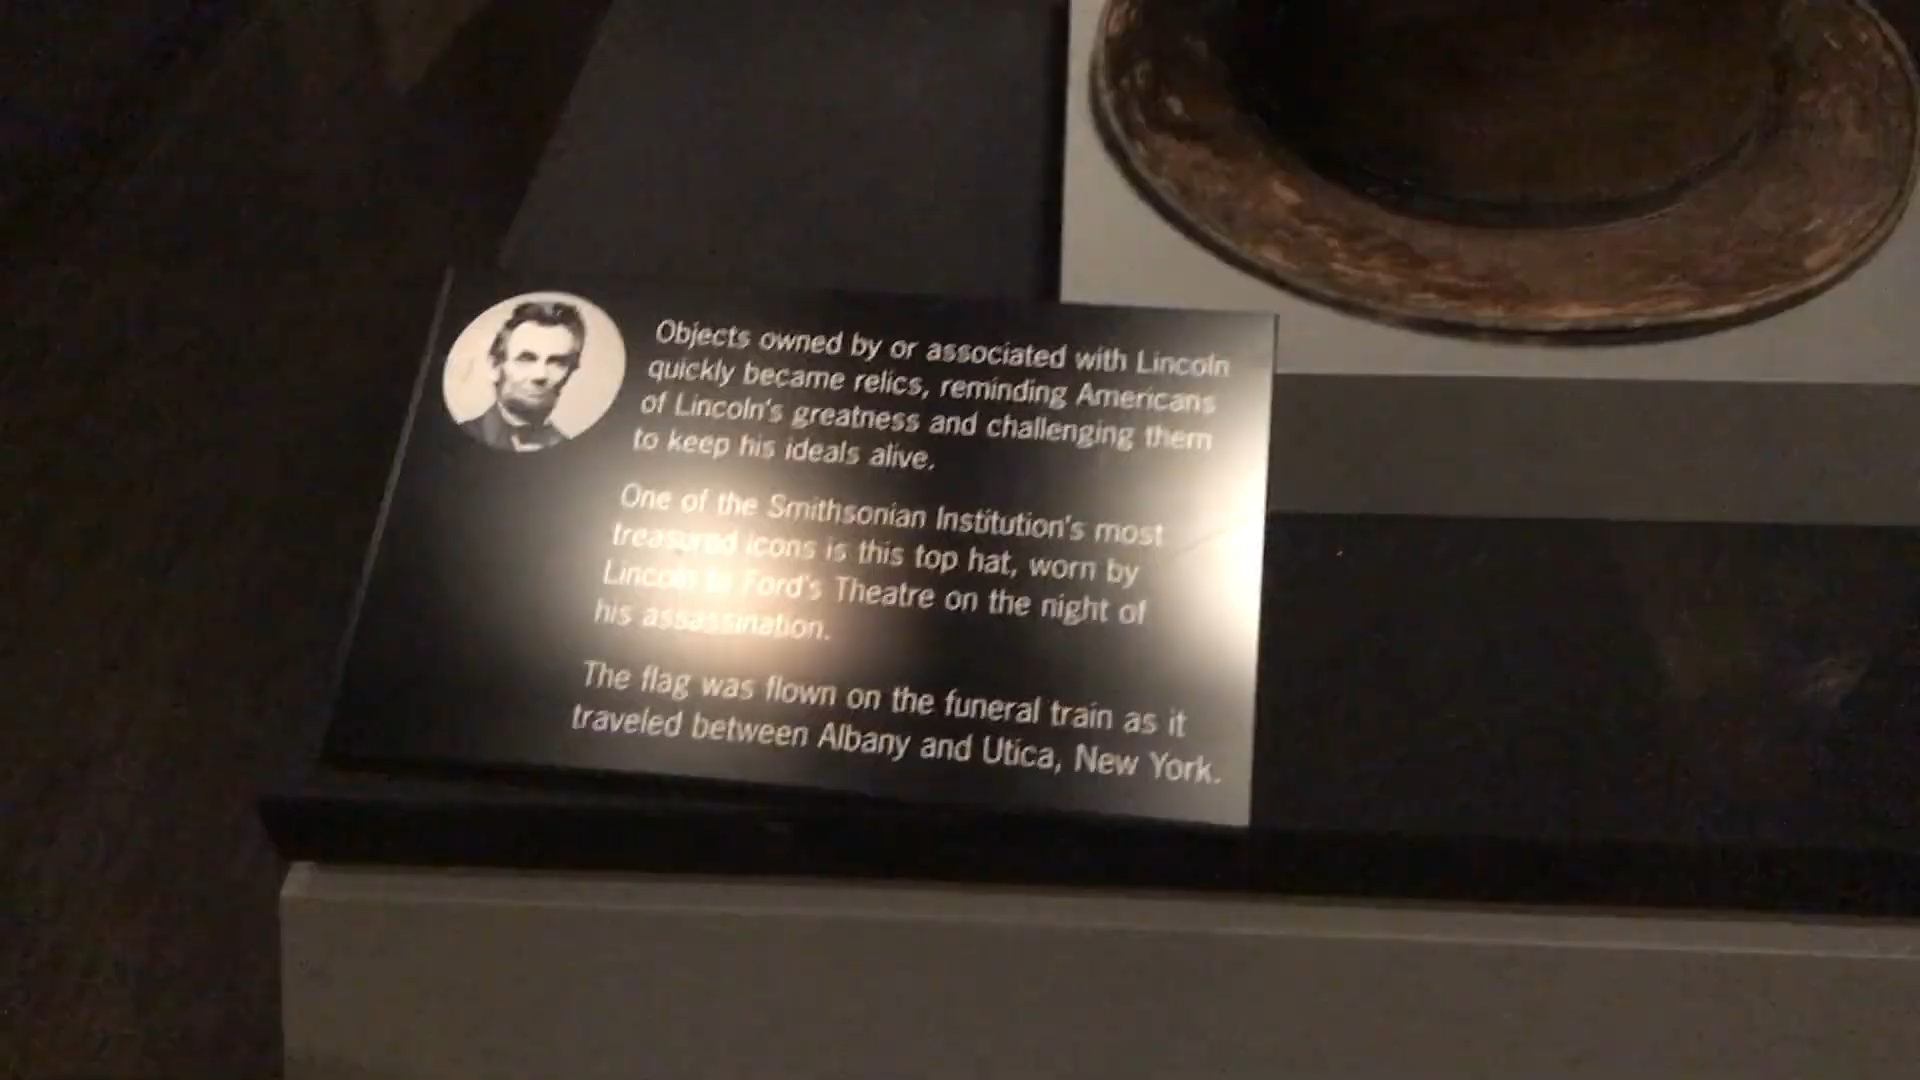 Objects owned by or associated with Lincoln
quickly became relics, reminding Americans
of Lincoln's greatness and challenging them
to keep his ideals alive.
One of the Smithsonian Institution's most
treasured icons is this top hat, worn by
Lincoln to Ford's Theatre on the night of
his assassination.
The flag was flown on the funeral train as it
traveled between Albany and Utica, New York.